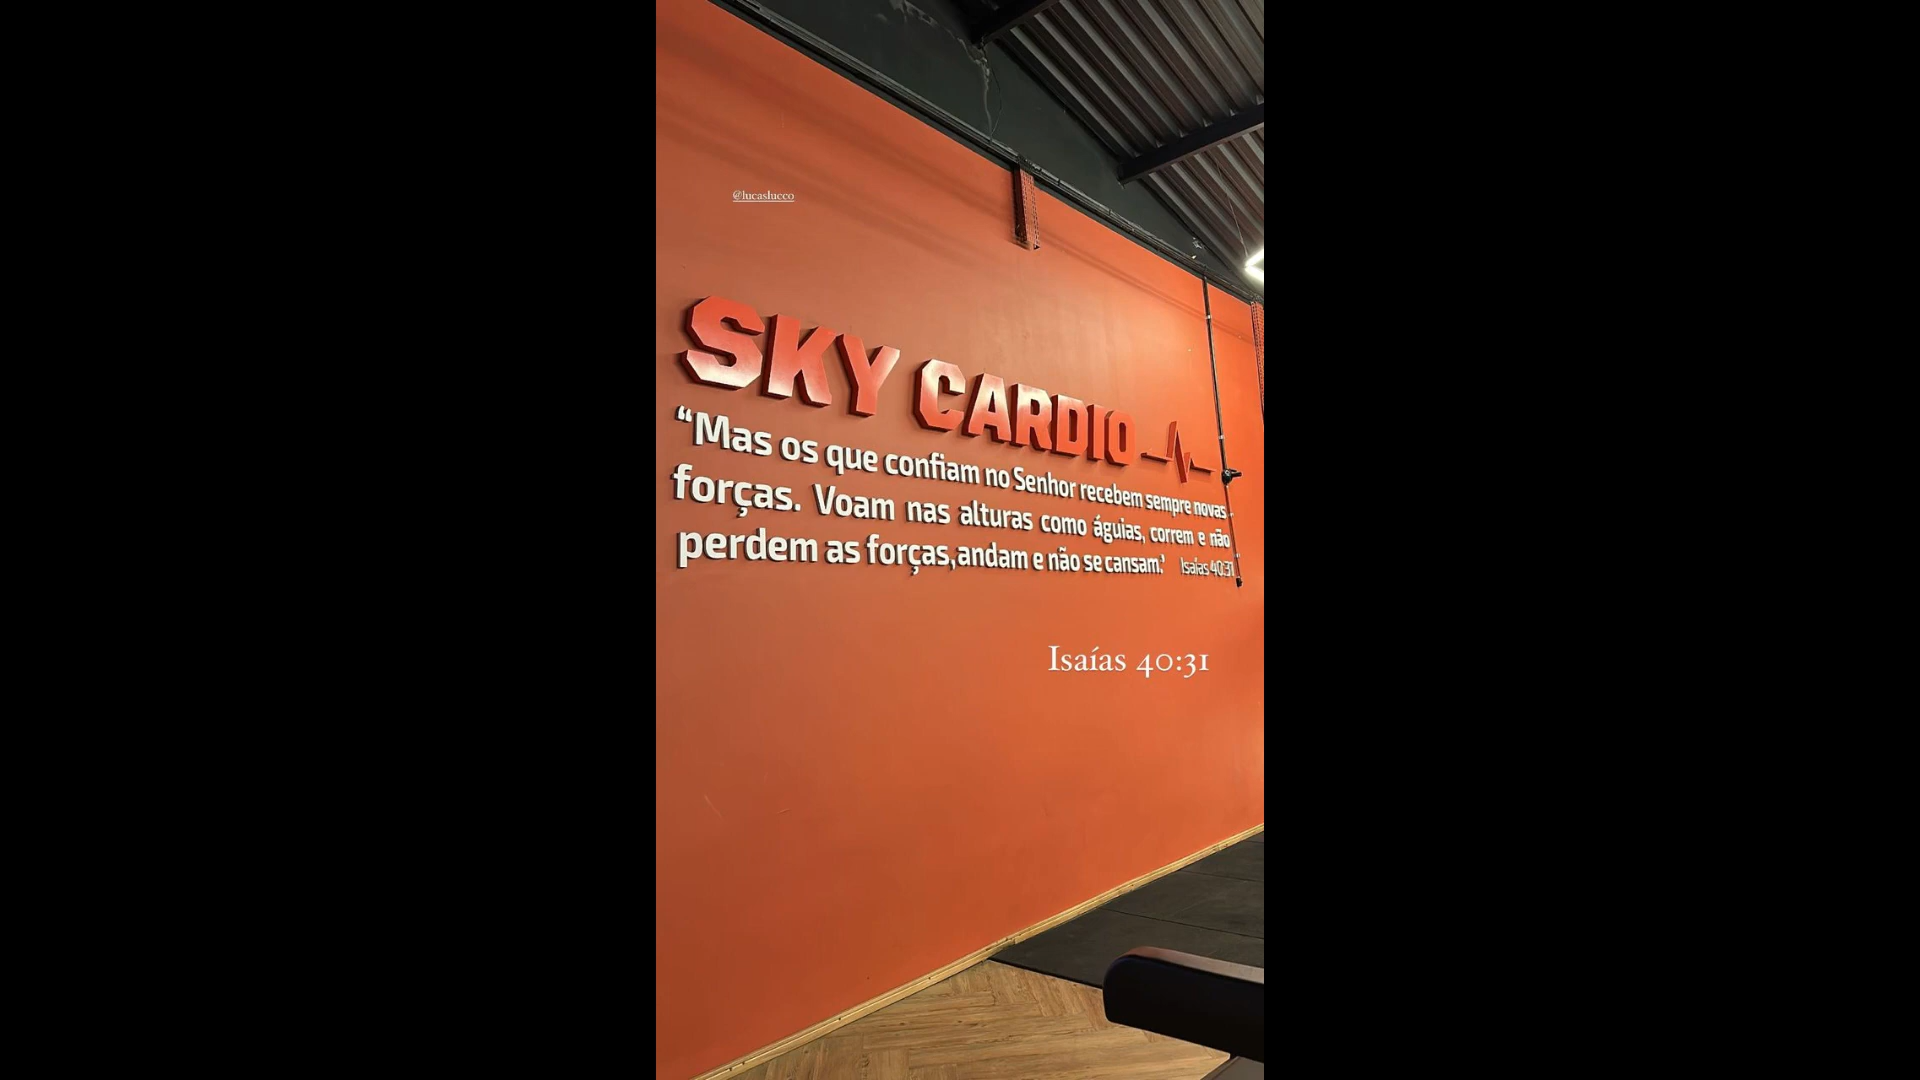 @lucaslucco
SKY CARDIO
“Mas os que confiam no Senhor recebem sempre novas
forças. Voam nas alturas como águias, correm e não
perdem as forças,andam e não se cansam.” Isaías 40:31
Isaías 40:31